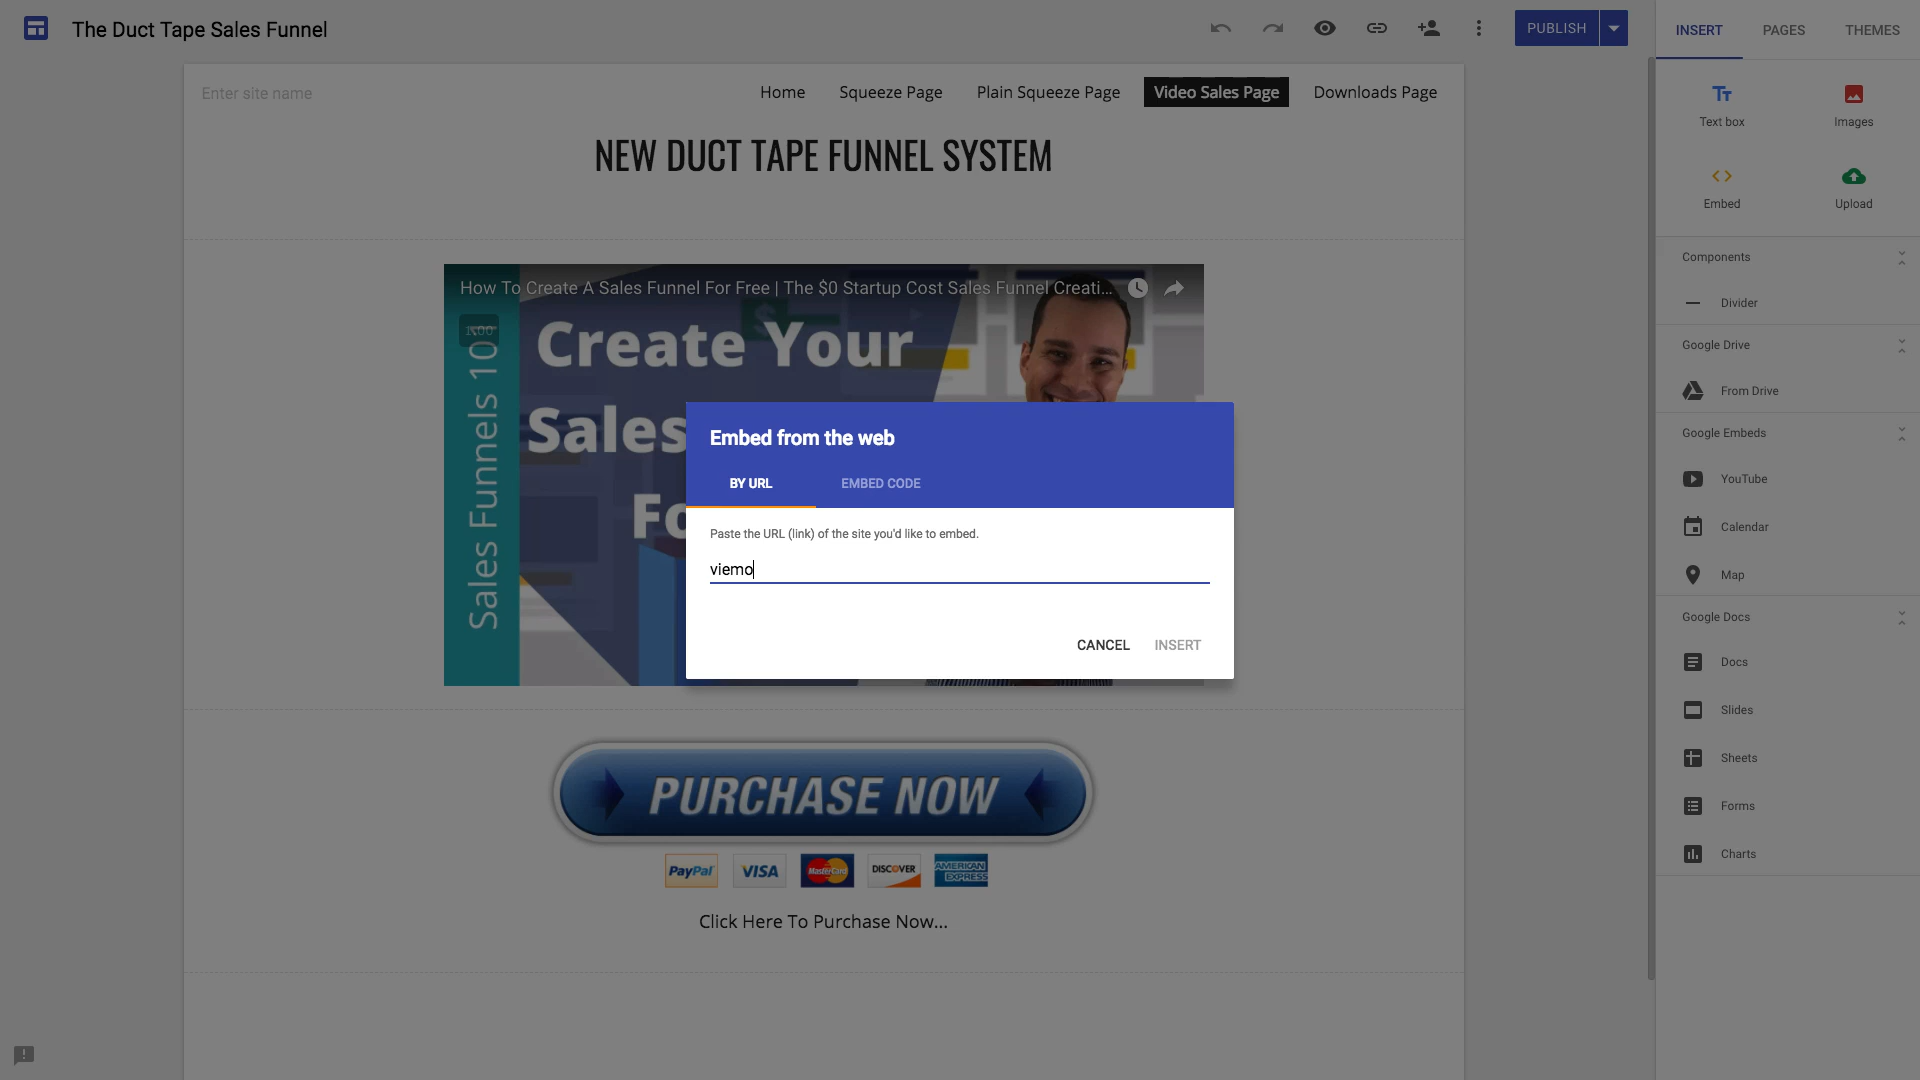 The Duct Tape Sales Funnel
PUBLISH
INSERT
PAGES
THEMES
Enter site name
Home
Squeeze Page
Plain Squeeze Page
Video Sales Page
Downloads Page
NEW DUCT TAPE FUNNEL SYSTEM
How To Create A Sales Funnel For Free | The $0 Startup Cost Sales Funnel Creati...
Create Your
Sales
Fo
Sales Funnels 101
Embed from the web
BY URL
EMBED CODE
Paste the URL (link) of the site you'd like to embed.
viemo
CANCEL
INSERT
PURCHASE NOW
PayPal
VISA
MasterCard
DISCOVER
AMERICAN
EXPRESS
Click Here To Purchase Now...
Text box
Images
Embed
Upload
Components
Divider
Google Drive
From Drive
Google Embeds
YouTube
Calendar
Map
Google Docs
Docs
Slides
Sheets
Forms
Charts